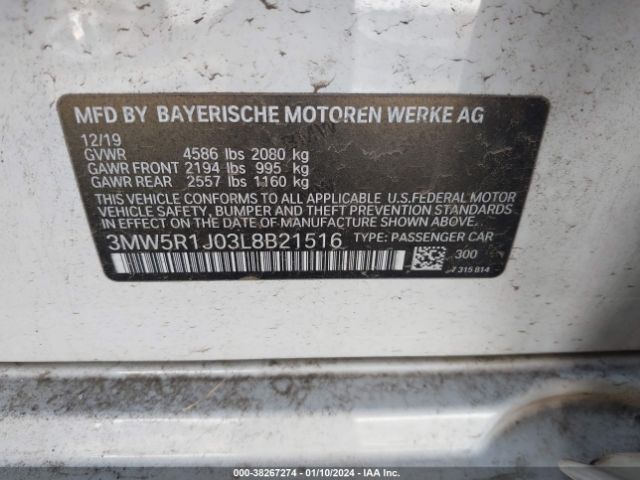 MFD BY BAYERISCHE MOTOREN WERKE AG
12/19
GVWR 4586 lbs 2080 kg
GAWR FRONT 2194 lbs 995 kg
GAWR REAR 2557 lbs 1160 kg
THIS VEHICLE CONFORMS TO ALL APPLICABLE U.S.FEDERAL MOTOR
VEHICLE SAFETY, BUMPER, AND THEFT PREVENTION
STANDARDS IN EFFECT ON THE DATE OF MANUFACTURE SHOWN ABOVE.
3MW5R1J03L8B21516 TYPE: PASSENGER CAR
300
7 315 814
000-38267274 | 01/10/2024 - IAA Inc.